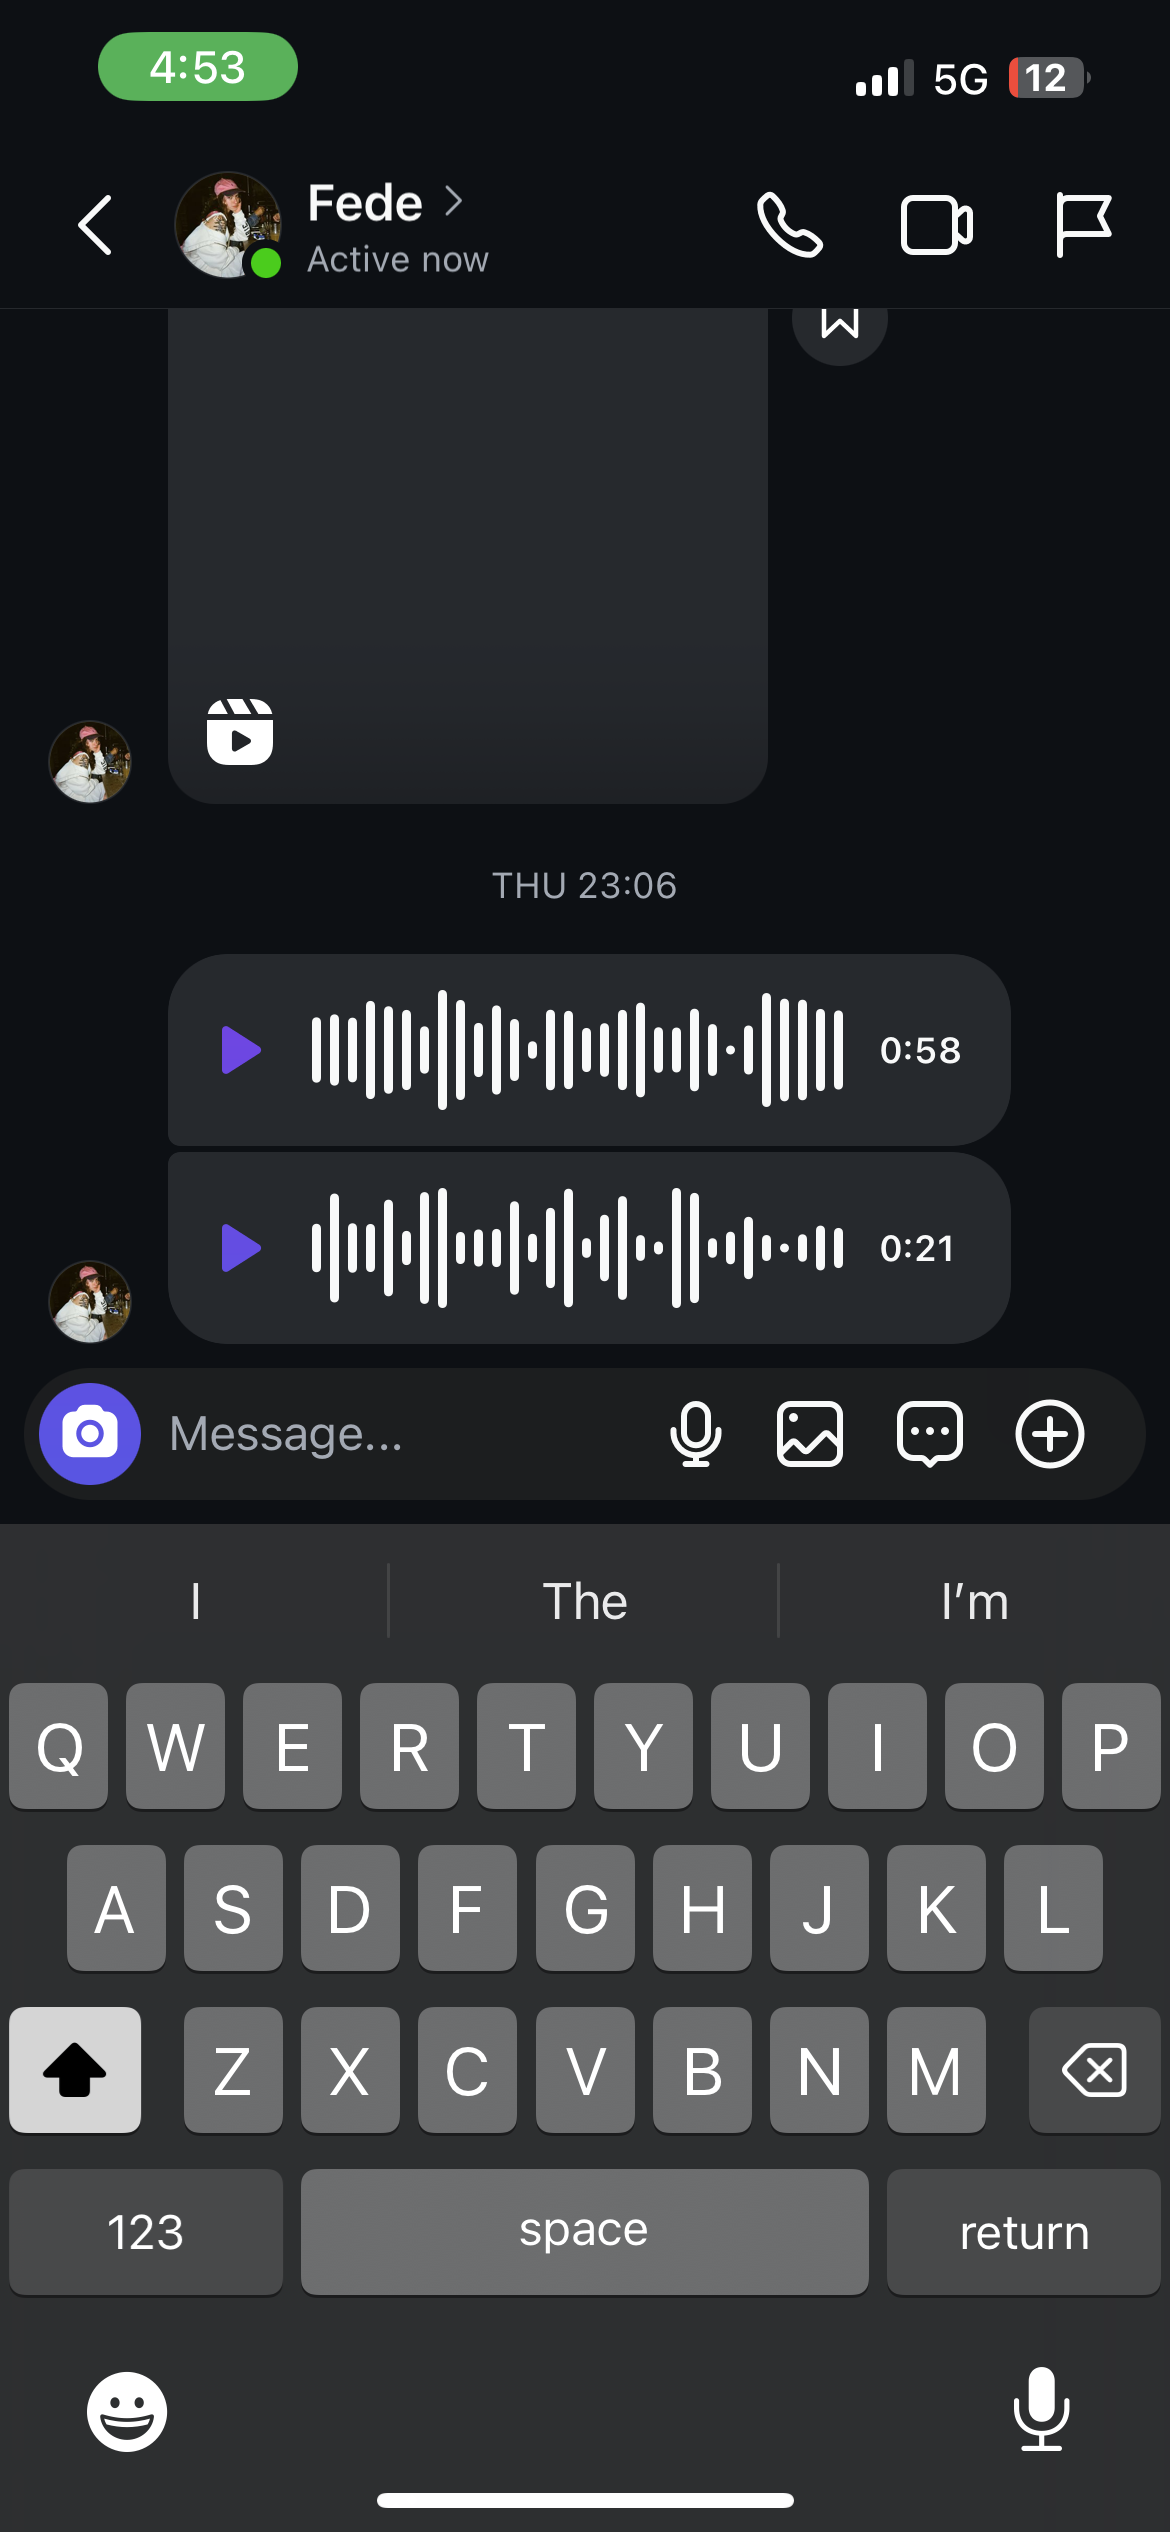 4:53
5G
12
Fede
Active now
THU 23:06
0:58
0:21
Message...
I
The
I'm
Q W E R T Y U I O P
A S D F G H J K L
Z X C V B N M
123
space
return